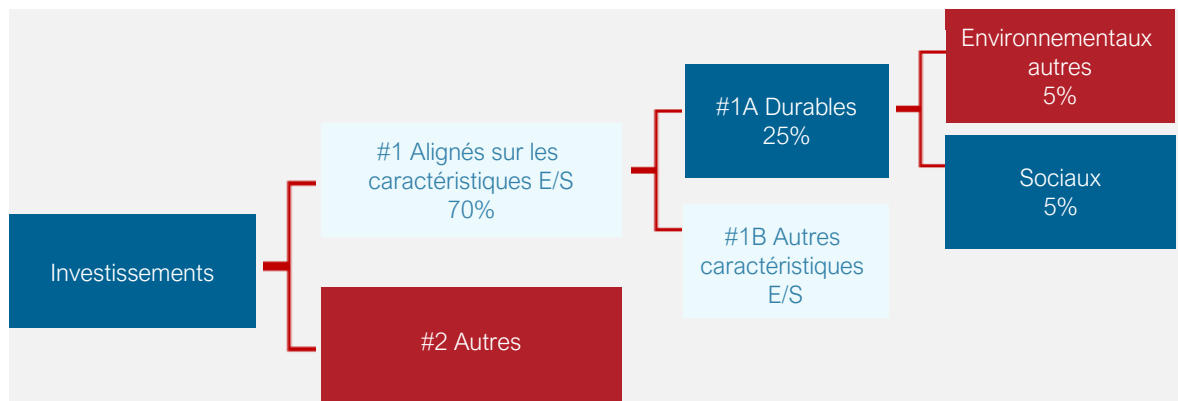 Investissements
#1 Alignés sur les
caractéristiques E/S
70%
#2 Autres
#1A Durables
25%
#1B Autres
caractéristiques
E/S
Environnementaux
autres
5%
Sociaux
5%